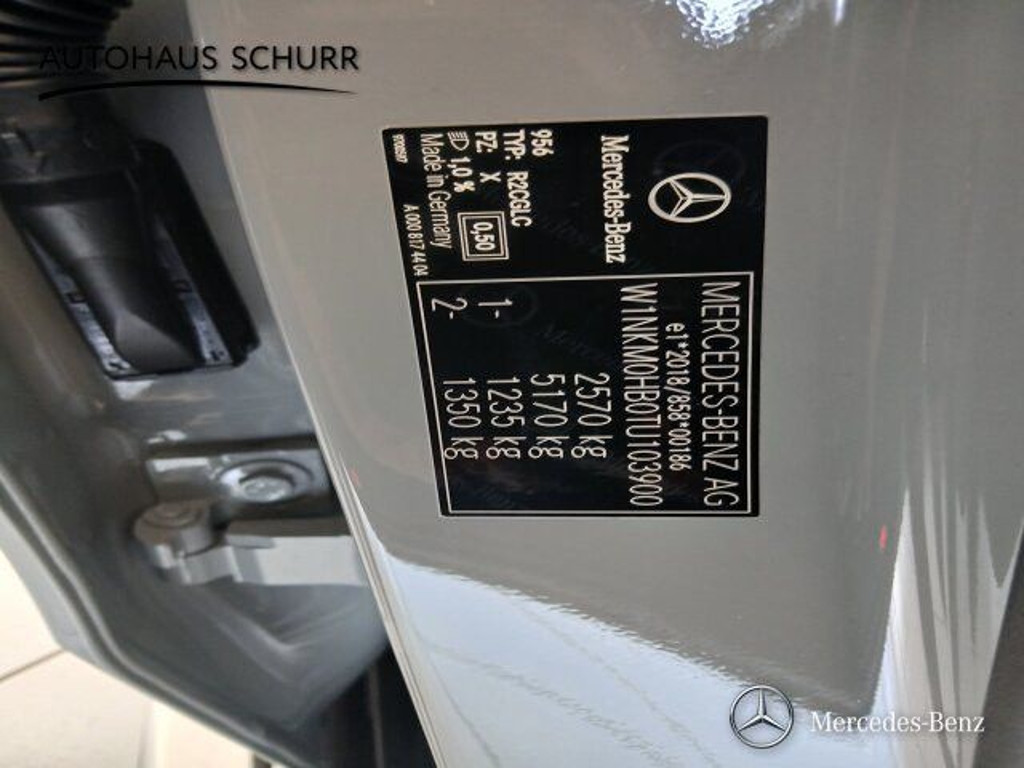 AUTOHAUS SCHURR
Mercedes-Benz
956
TYP: R2CGLC
PZ: X
1,0 %
0,50
Made in Germany
A 000 817 44 04
MERCEDES-BENZ AG
e1*2018/858*00186
W1NKM0HB0TU103900
2570 kg
5170 kg
1- 1235 kg
2- 1350 kg
Mercedes-Benz